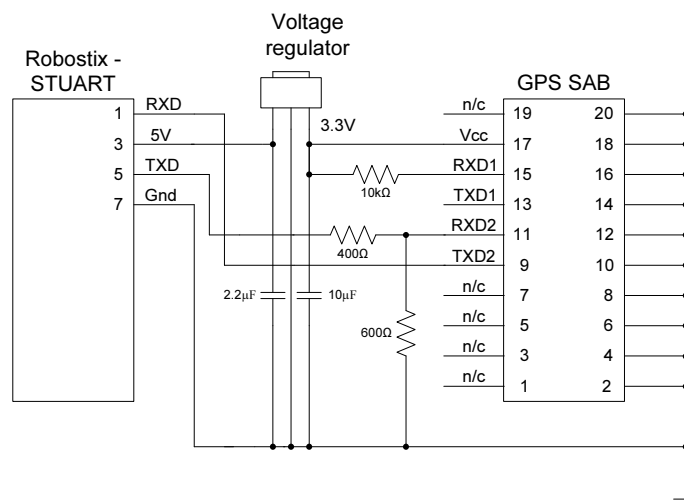 Voltage
regulator
Robostix -
STUART
GPS SAB
1 RXD
3 5V
5 TXD
7 Gnd
3.3V
n/c 19 20
Vcc 17 18
RXD1 15 16
TXD1 13 14
RXD2 11 12
TXD2 9 10
n/c 7 8
n/c 5 6
n/c 3 4
n/c 1 2
10kΩ
400Ω
2.2µF
10µF
600Ω